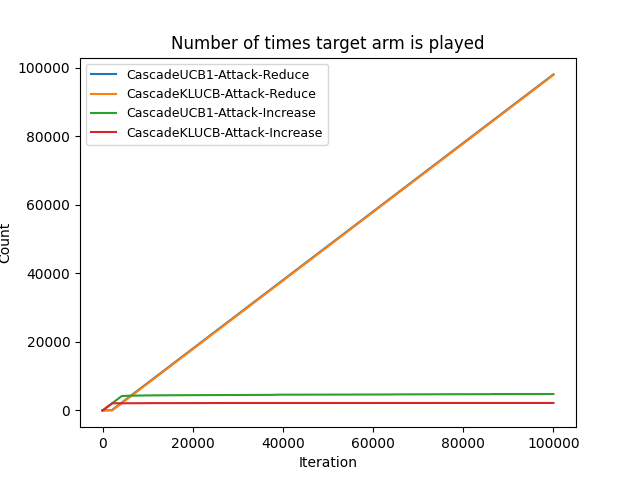 Number of times target arm is played
100000
80000
60000
40000
20000
0
Count
CascadeUCB1-Attack-Reduce
CascadeKLUCB-Attack-Reduce
CascadeUCB1-Attack-Increase
CascadeKLUCB-Attack-Increase
0 20000 40000 60000 80000 100000
Iteration